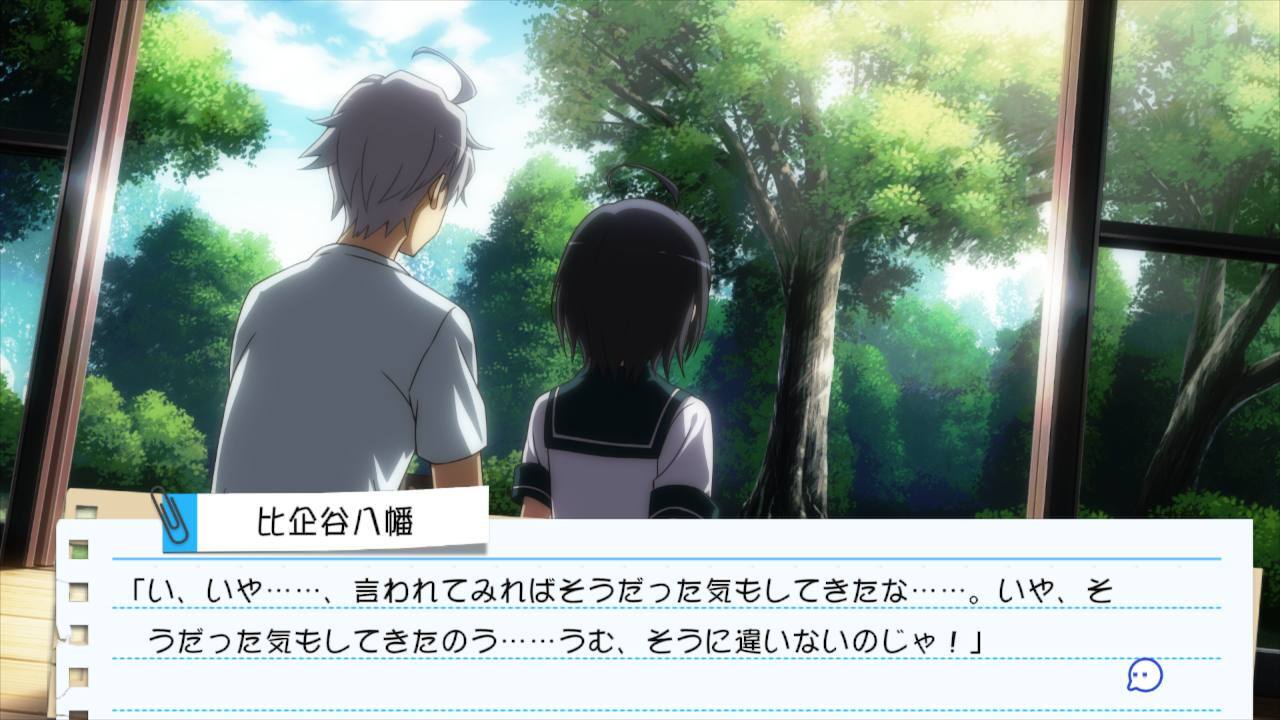 比企谷八幡
「い、いや……、言われてみればそうだった気もしてきたな……。いや、そ
うだった気もしてきたのう……うむ、そうに違いないのじゃ！」